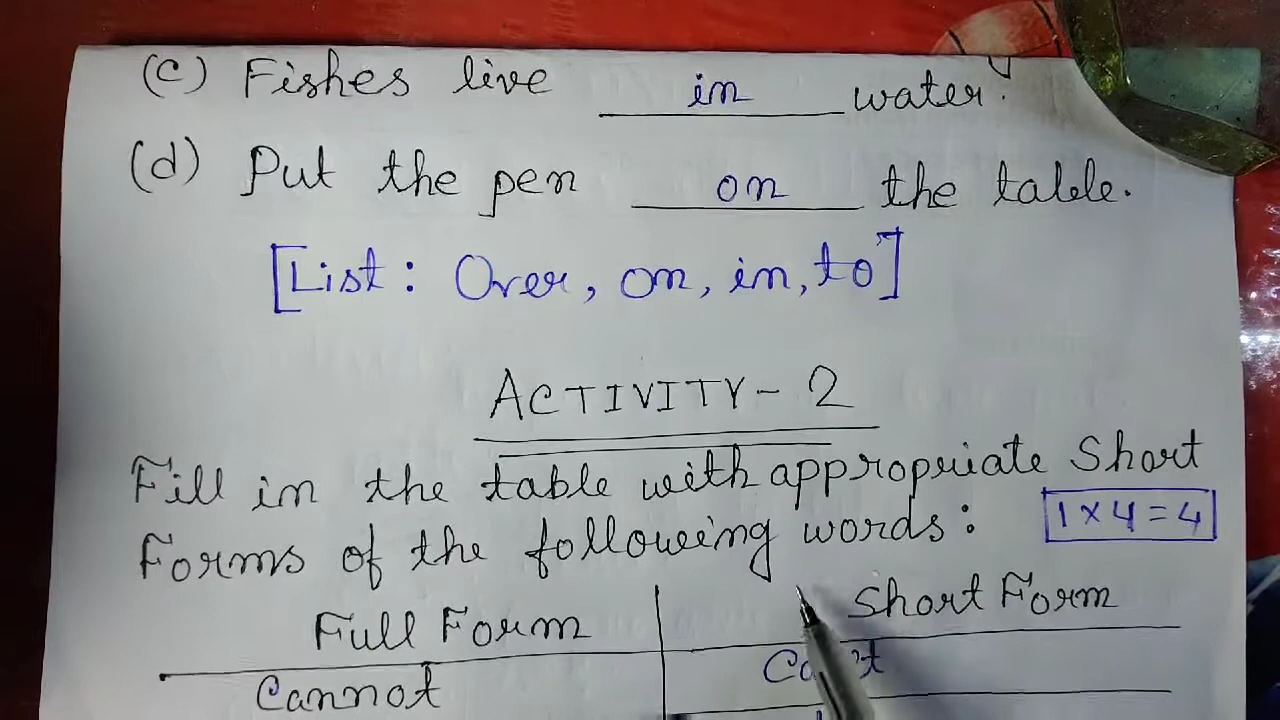 (c) Fishes live in water.
(d) Put the pen on the table.
[List: Over, on, in, to]
ACTIVITY-2
Fill in the table with appropriate Short
Forms of the following words:
1 x 4 = 4
Full Form Short Form
Cannot